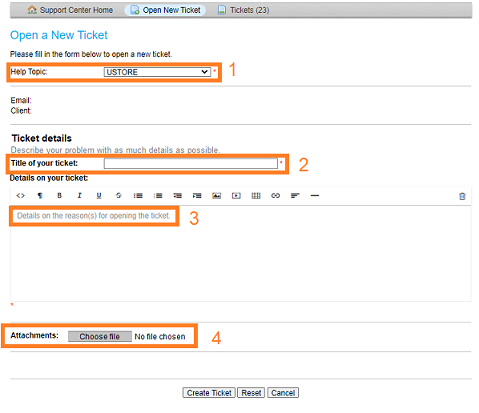 Support Center Home Open New Ticket Tickets (23)
Open a New Ticket
Please fill in the form below to open a new ticket.
Help Topic: USTORE * 1
Email:
Client:
Ticket details
Describe your problem with as much details as possible.
Title of your ticket: * 2
Details on your ticket:
<> ¶ B I U S
Details on the reason(s) for opening the ticket. 3
*
Attachments: Choose file No file chosen 4
Create Ticket Reset Cancel